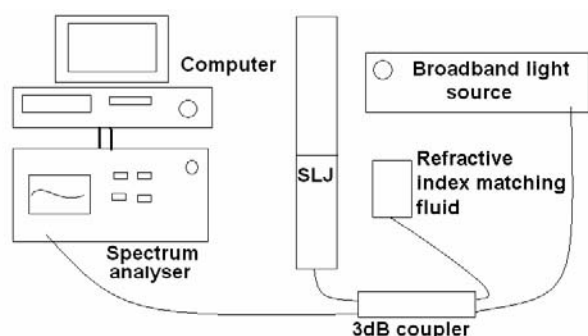 Computer
Broadband light
source
SLJ
Refractive
index matching
fluid
Spectrum
analyser
3dB coupler